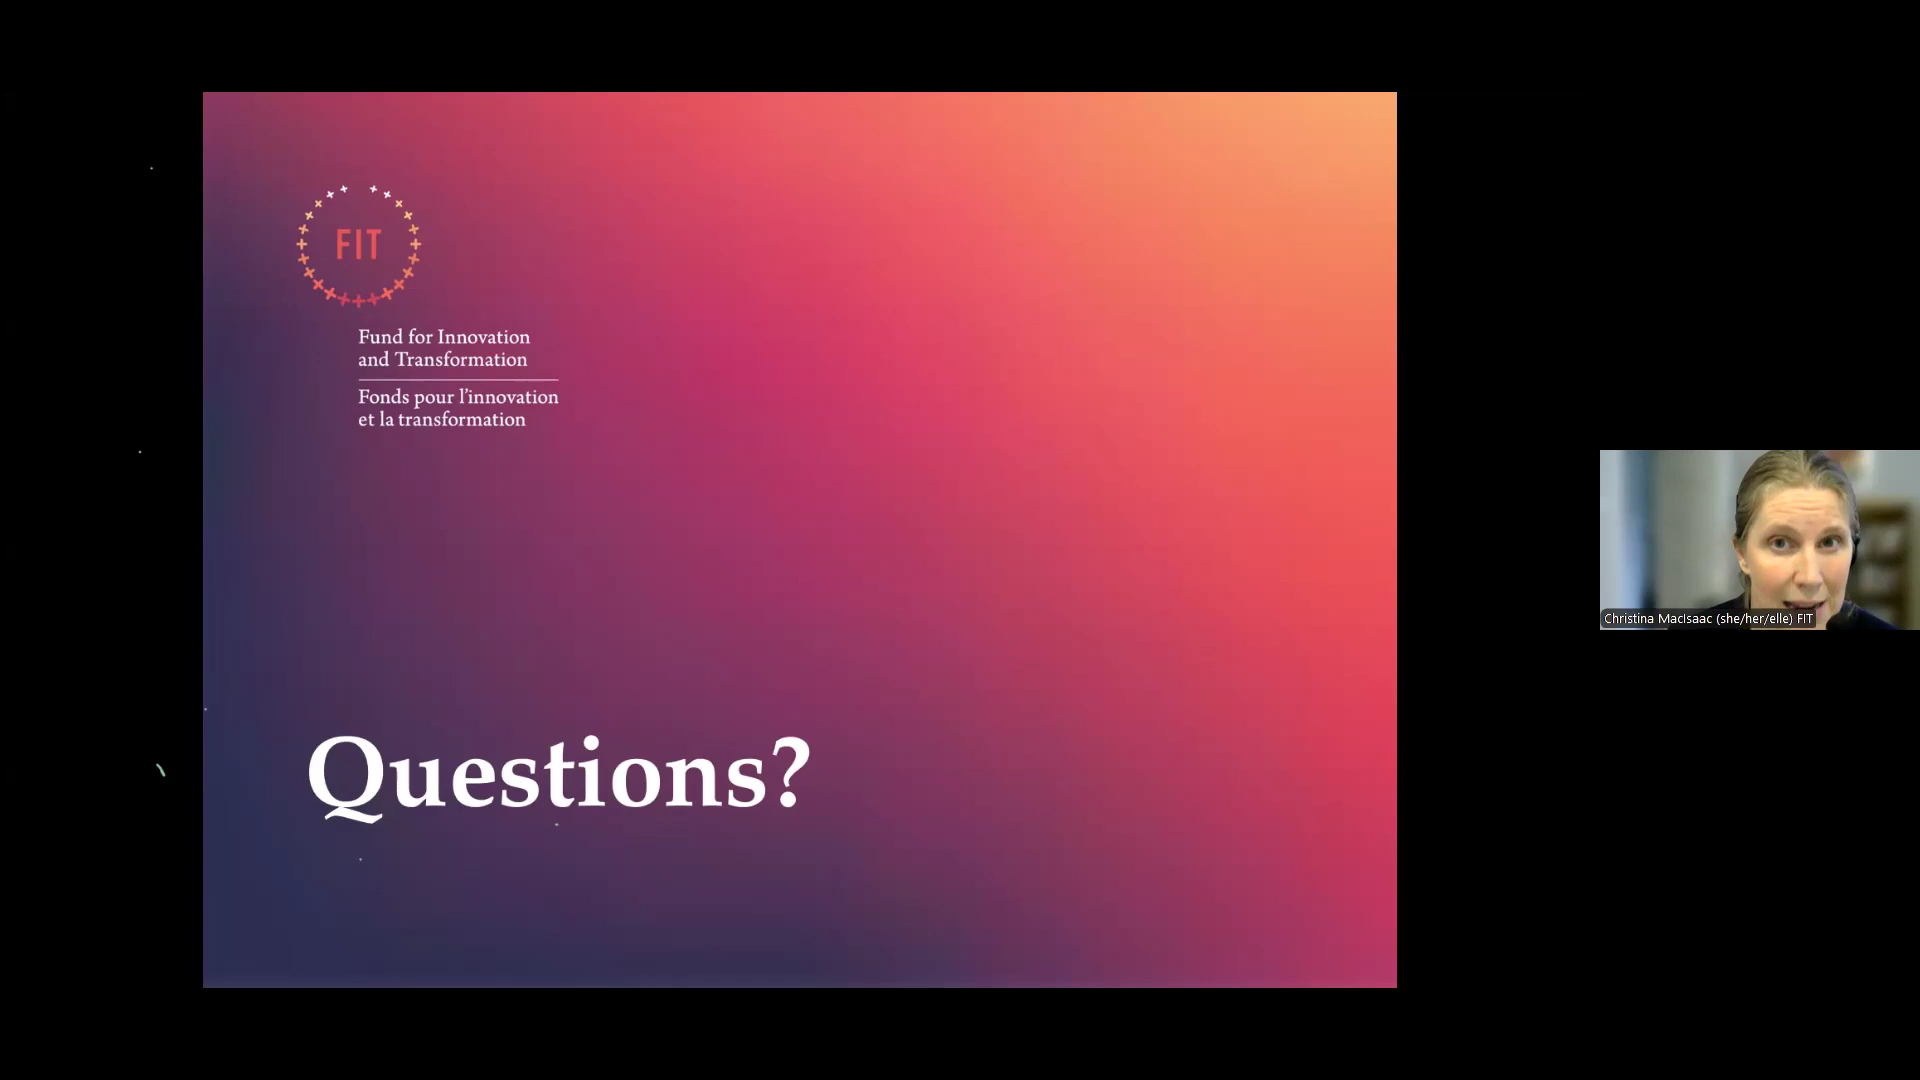 FIT
Fund for Innovation
and Transformation
Fonds pour l'innovation
et la transformation
Questions?
Christina MacIsaac (she/her/elle) FIT